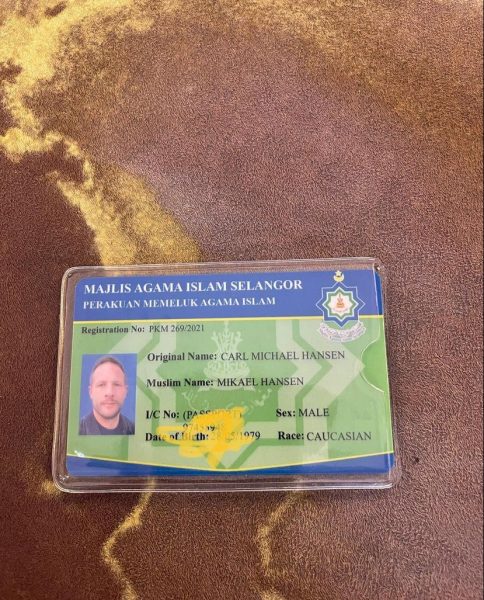 MAJLIS AGAMA ISLAM SELANGOR
PERAKUAN MEMELUK AGAMA ISLAM
Registration No: PKM 269/2021
Original Name: CARL MICHAEL HANSEN
Muslim Name: MIKAEL HANSEN
I/C No: Sex: MALE
Date of Birth: Race: CAUCASIAN